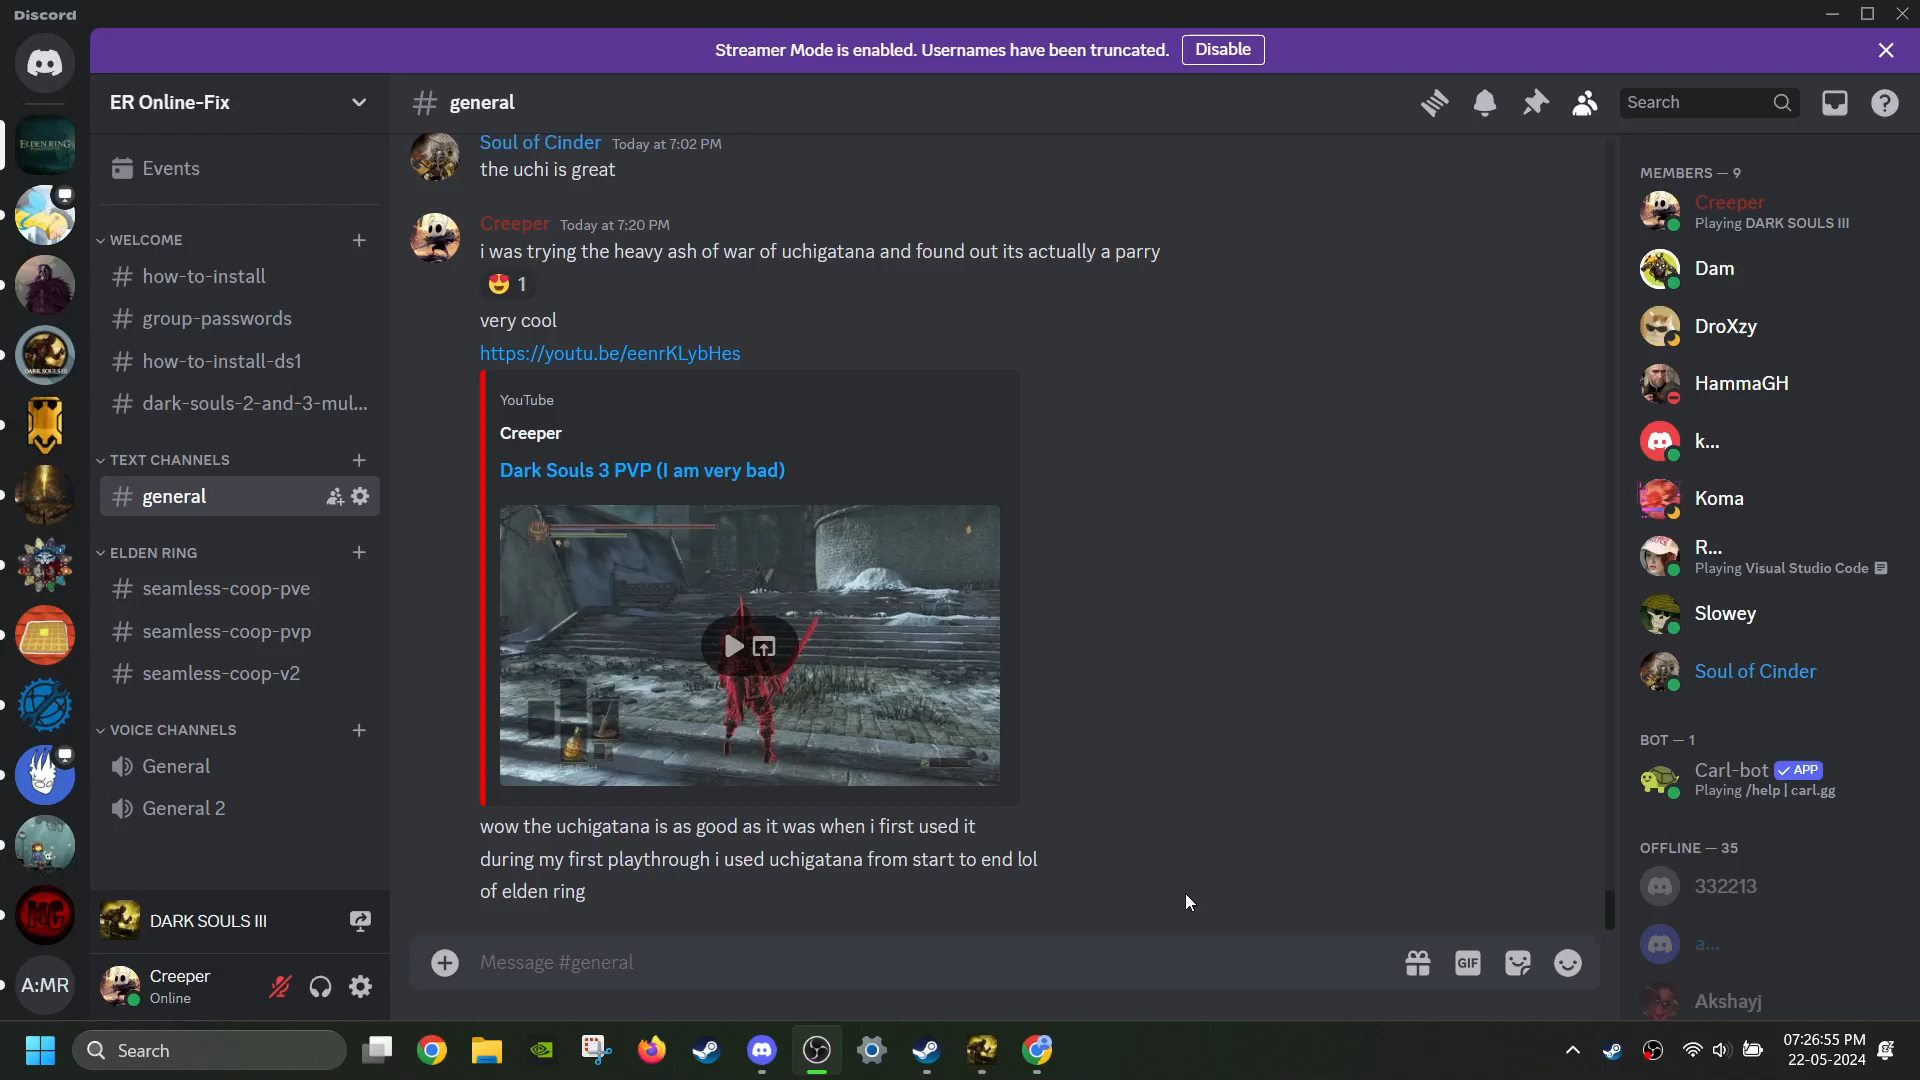 Discord
Streamer Mode is enabled. Usernames have been truncated.
Disable
ELDEN RING
DARK SOULS III
MC
A:MR
ER Online-Fix
Events
WELCOME
how-to-install
group-passwords
how-to-install-ds1
dark-souls-2-and-3-mul...
TEXT CHANNELS
general
ELDEN RING
seamless-coop-pve
seamless-coop-pvp
seamless-coop-v2
VOICE CHANNELS
General
General 2
DARK SOULS III
Creeper
Online
general
Search
Soul of Cinder Today at 7:02 PM
the uchi is great
Creeper Today at 7:20 PM
i was trying the heavy ash of war of uchigatana and found out its actually a parry
1
very cool
https://youtu.be/eenrKLybHes
YouTube
Creeper
Dark Souls 3 PVP (I am very bad)
wow the uchigatana is as good as it was when i first used it
during my first playthrough i used uchigatana from start to end lol
of elden ring
Message #general
GIF
MEMBERS — 9
Creeper
Playing DARK SOULS III
Dam
DroXzy
HammaGH
k...
Koma
R...
Playing Visual Studio Code
Slowey
Soul of Cinder
BOT — 1
Carl-bot APP
Playing /help | carl.gg
OFFLINE — 35
332213
a...
Akshayj
Search
07:26:55 PM
22-05-2024